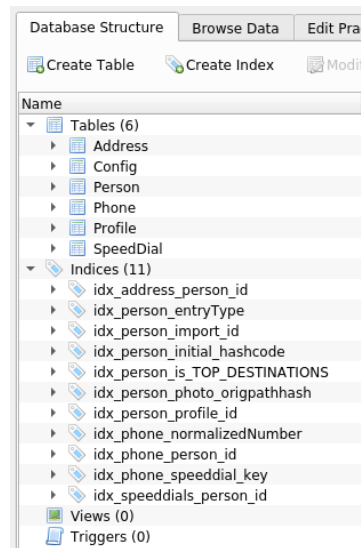 Database Structure Browse Data Edit Pra
Create Table Create Index Modi
Name
Tables (6)
Address
Config
Person
Phone
Profile
SpeedDial
Indices (11)
idx_address_person_id
idx_person_entryType
idx_person_import_id
idx_person_initial_hashcode
idx_person_is_TOP_DESTINATIONS
idx_person_photo_origpathhash
idx_person_profile_id
idx_phone_normalizedNumber
idx_phone_person_id
idx_phone_speeddial_key
idx_speeddials_person_id
Views (0)
Triggers (0)